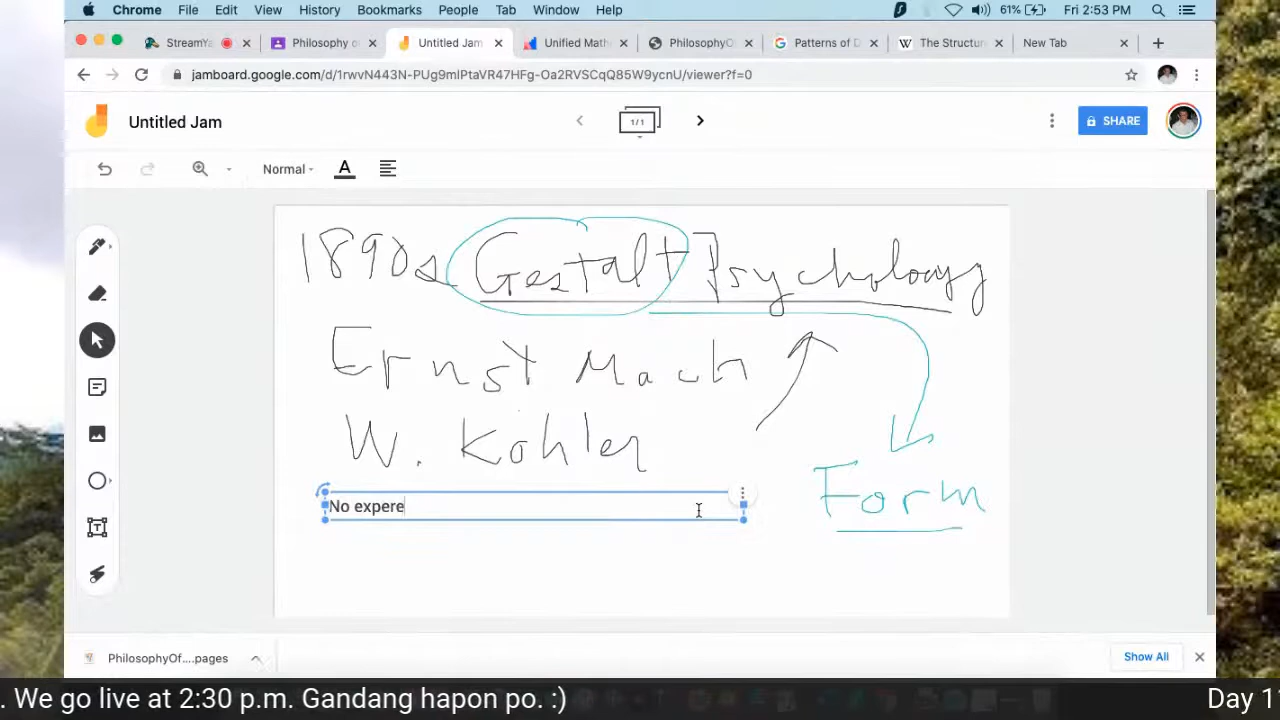 Chrome File Edit View History Bookmarks People Tab Window Help 61% Fri 2:53 PM
StreamYa Philosophy o Untitled Jam Unified Math PhilosophyO Patterns of D The Structur New Tab
jamboard.google.com/d/1rwvN443N-PUg9mlPtaVR47HFg-Oa2RVSCqQ85W9ycnU/viewer?f=0
Untitled Jam 1/1 SHARE
Normal A
1890s Gestalt Psychology
Ernst Mach
W. Köhler
No expere
Form
PhilosophyOf....pages Show All
. We go live at 2:30 p.m. Gandang hapon po. :) Day 1